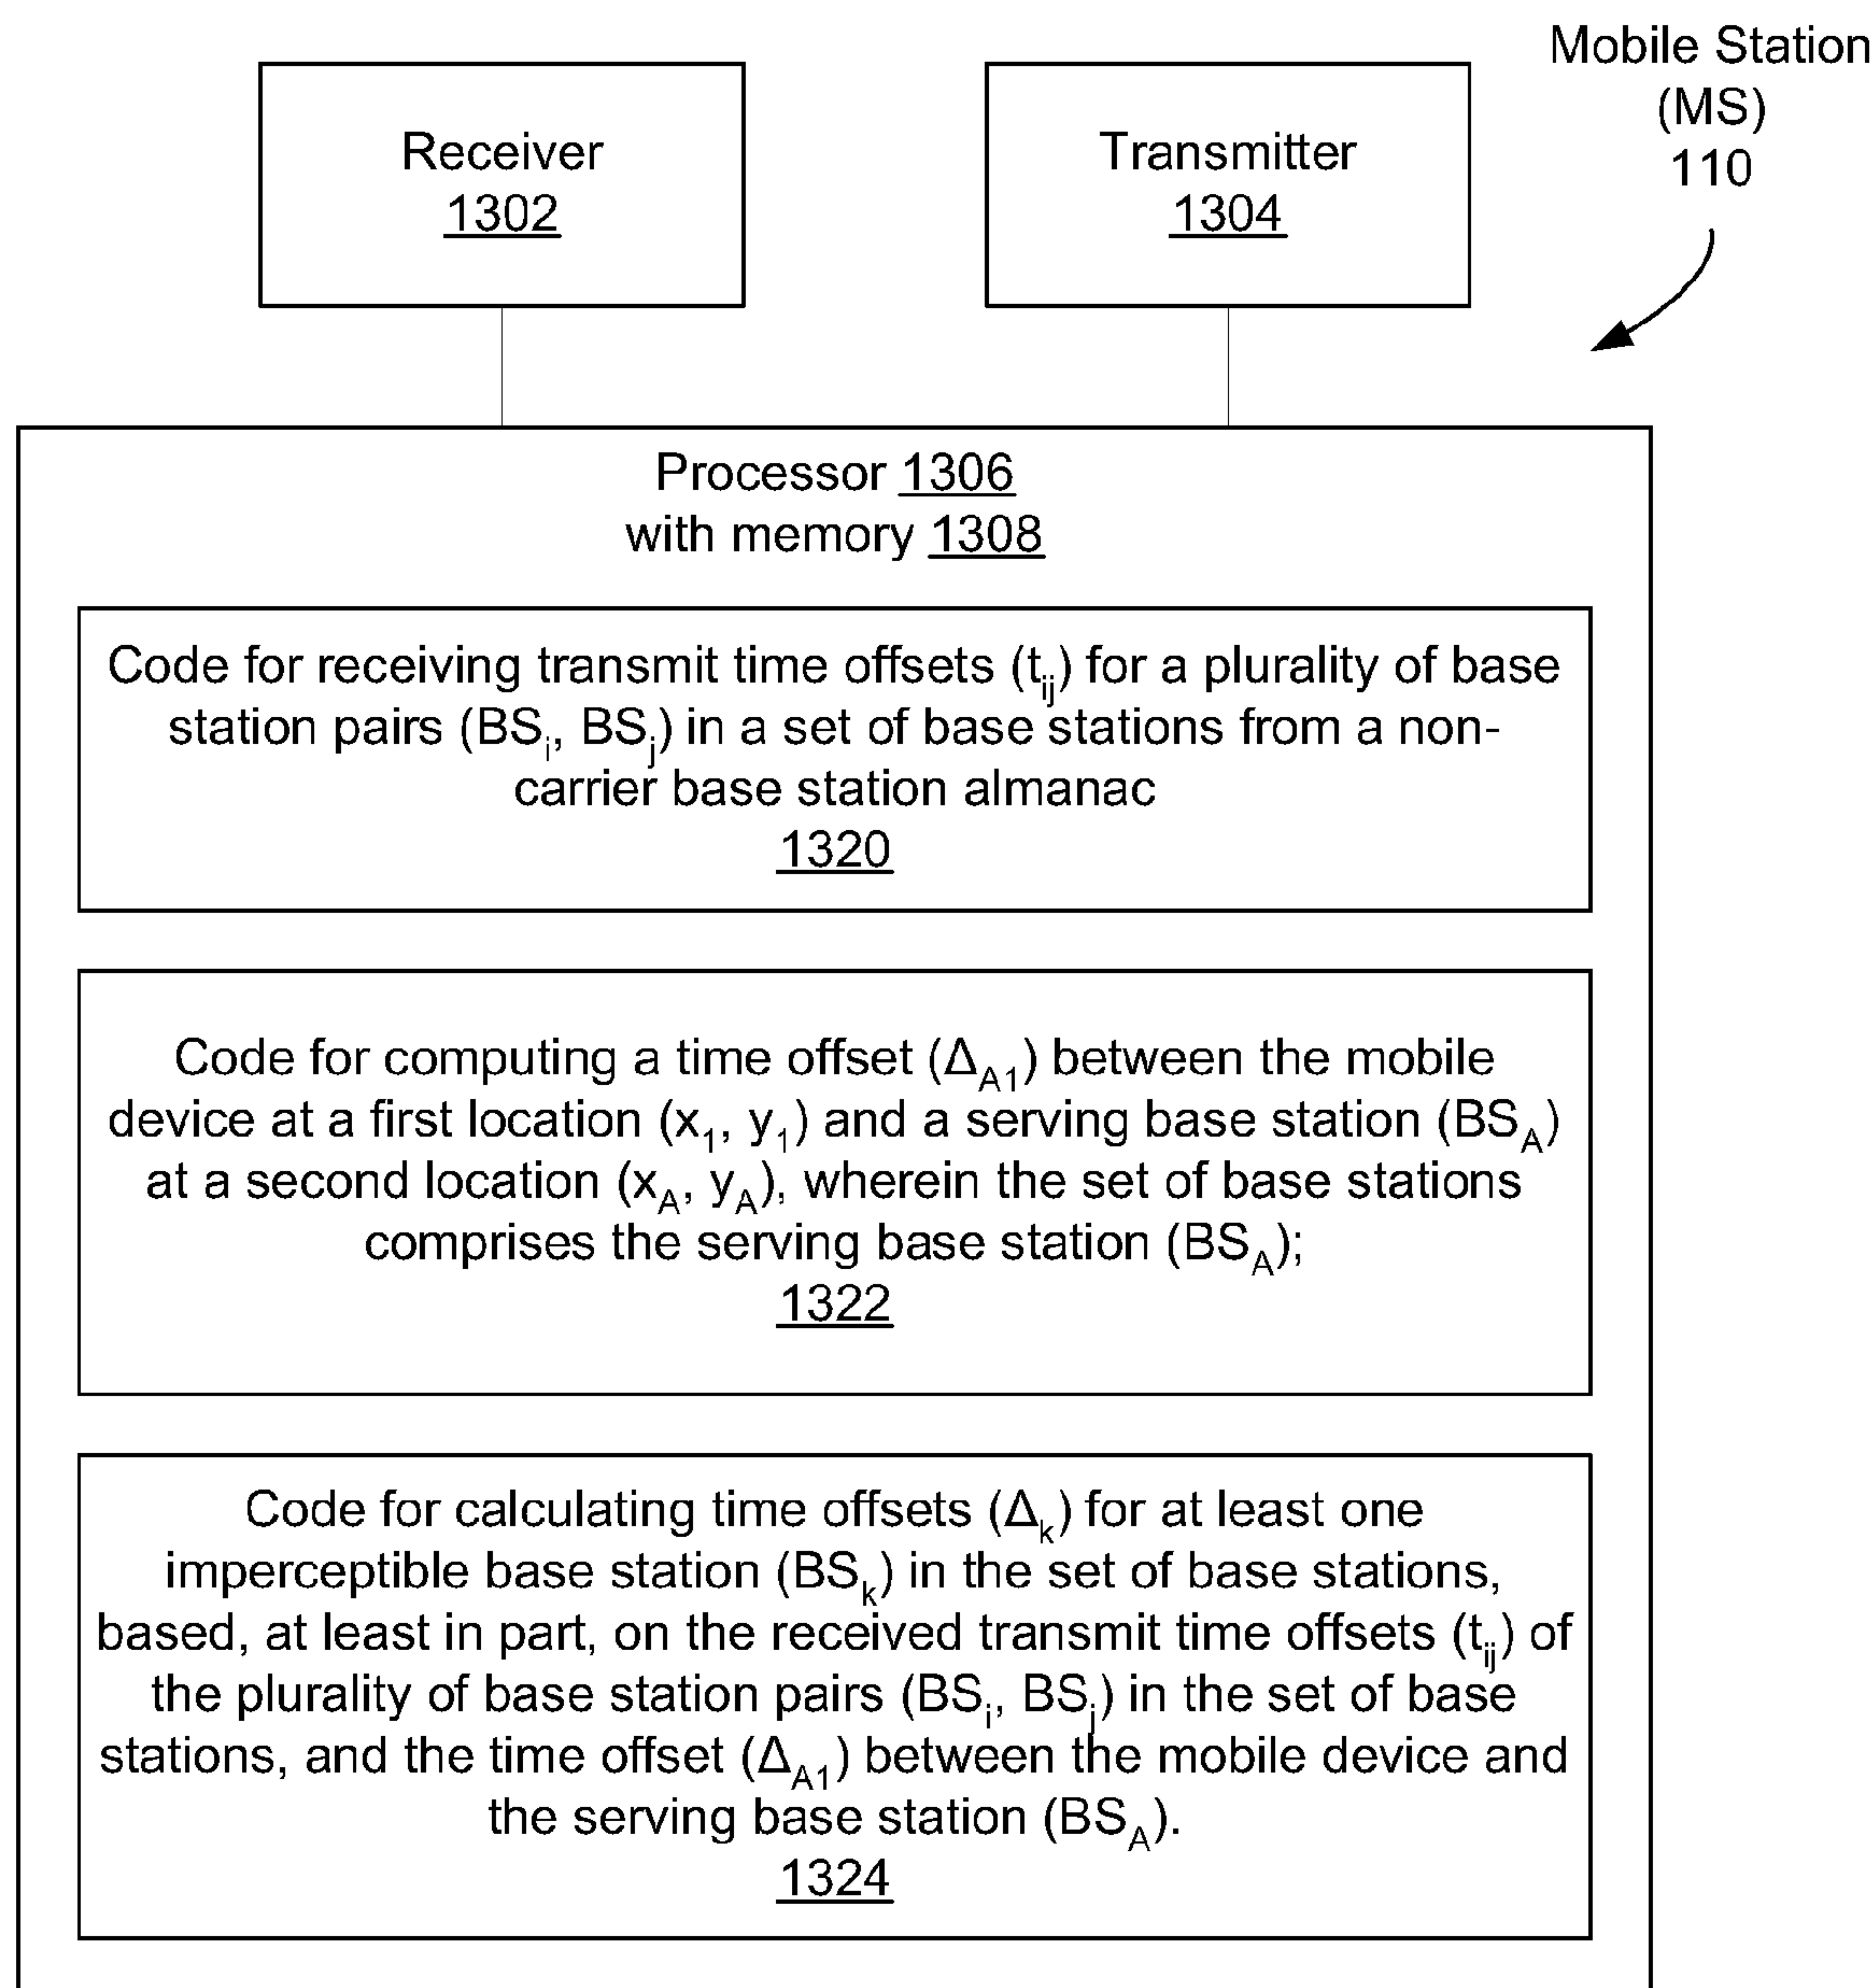 Mobile Station
(MS)
110
Receiver
1302
Transmitter
1304
Processor 1306
with memory 1308
Code for receiving transmit time offsets (tij) for a plurality of base
station pairs (BSi, BSj) in a set of base stations from a non-
carrier base station almanac
1320
Code for computing a time offset (ΔA1) between the mobile
device at a first location (x1, y1) and a serving base station (BSA)
at a second location (xA, yA), wherein the set of base stations
comprises the serving base station (BSA);
1322
Code for calculating time offsets (Δk) for at least one
imperceptible base station (BSk) in the set of base stations,
based, at least in part, on the received transmit time offsets (tij) of
the plurality of base station pairs (BSi, BSj) in the set of base
stations, and the time offset (ΔA1) between the mobile device and
the serving base station (BSA).
1324